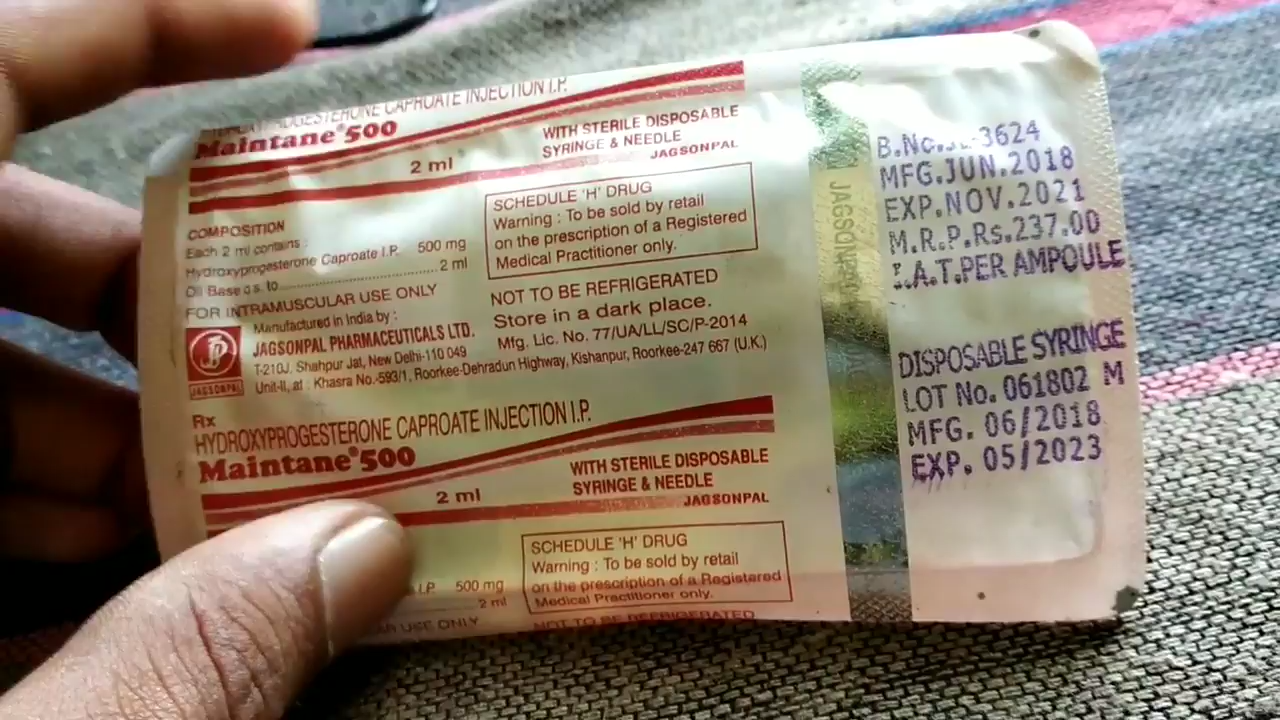 HYDROXYPROGESTERONE CAPROATE INJECTION I.P.
Maintane®500
2 ml
WITH STERILE DISPOSABLE
SYRINGE & NEEDLE
JAGSONPAL
COMPOSITION
Each 2 ml contains :
Hydroxyprogesterone Caproate I.P. 500 mg
Oil Base q.s. to..............................2 ml
FOR INTRAMUSCULAR USE ONLY
SCHEDULE 'H' DRUG
Warning : To be sold by retail
on the prescription of a Registered
Medical Practitioner only.
NOT TO BE REFRIGERATED
Store in a dark place.
Mfg. Lic. No. 77/UA/LL/SC/P-2014
Manufactured in India by :
JAGSONPAL PHARMACEUTICALS LTD.
T-210J, Shahpur Jat, New Delhi-110 049
Unit-II, at : Khasra No.-593/1, Roorkee-Dehradun Highway, Kishanpur, Roorkee-247 667 (U.K.)
JAGSONPAL
Rx
HYDROXYPROGESTERONE CAPROATE INJECTION I.P.
Maintane®500
2 ml
WITH STERILE DISPOSABLE
SYRINGE & NEEDLE
JAGSONPAL
I.P. 500 mg
2 ml
USE ONLY
SCHEDULE 'H' DRUG
Warning : To be sold by retail
on the prescription of a Registered
Medical Practitioner only.
NOT TO BE REFRIGERATED
JAGSONPAL
B.No. 3624
MFG.JUN.2018
EXP.NOV.2021
M.R.P.Rs.237.00
I.A.T.PER AMPOULE
DISPOSABLE SYRINGE
LOT No. 061802 M
MFG. 06/2018
EXP. 05/2023